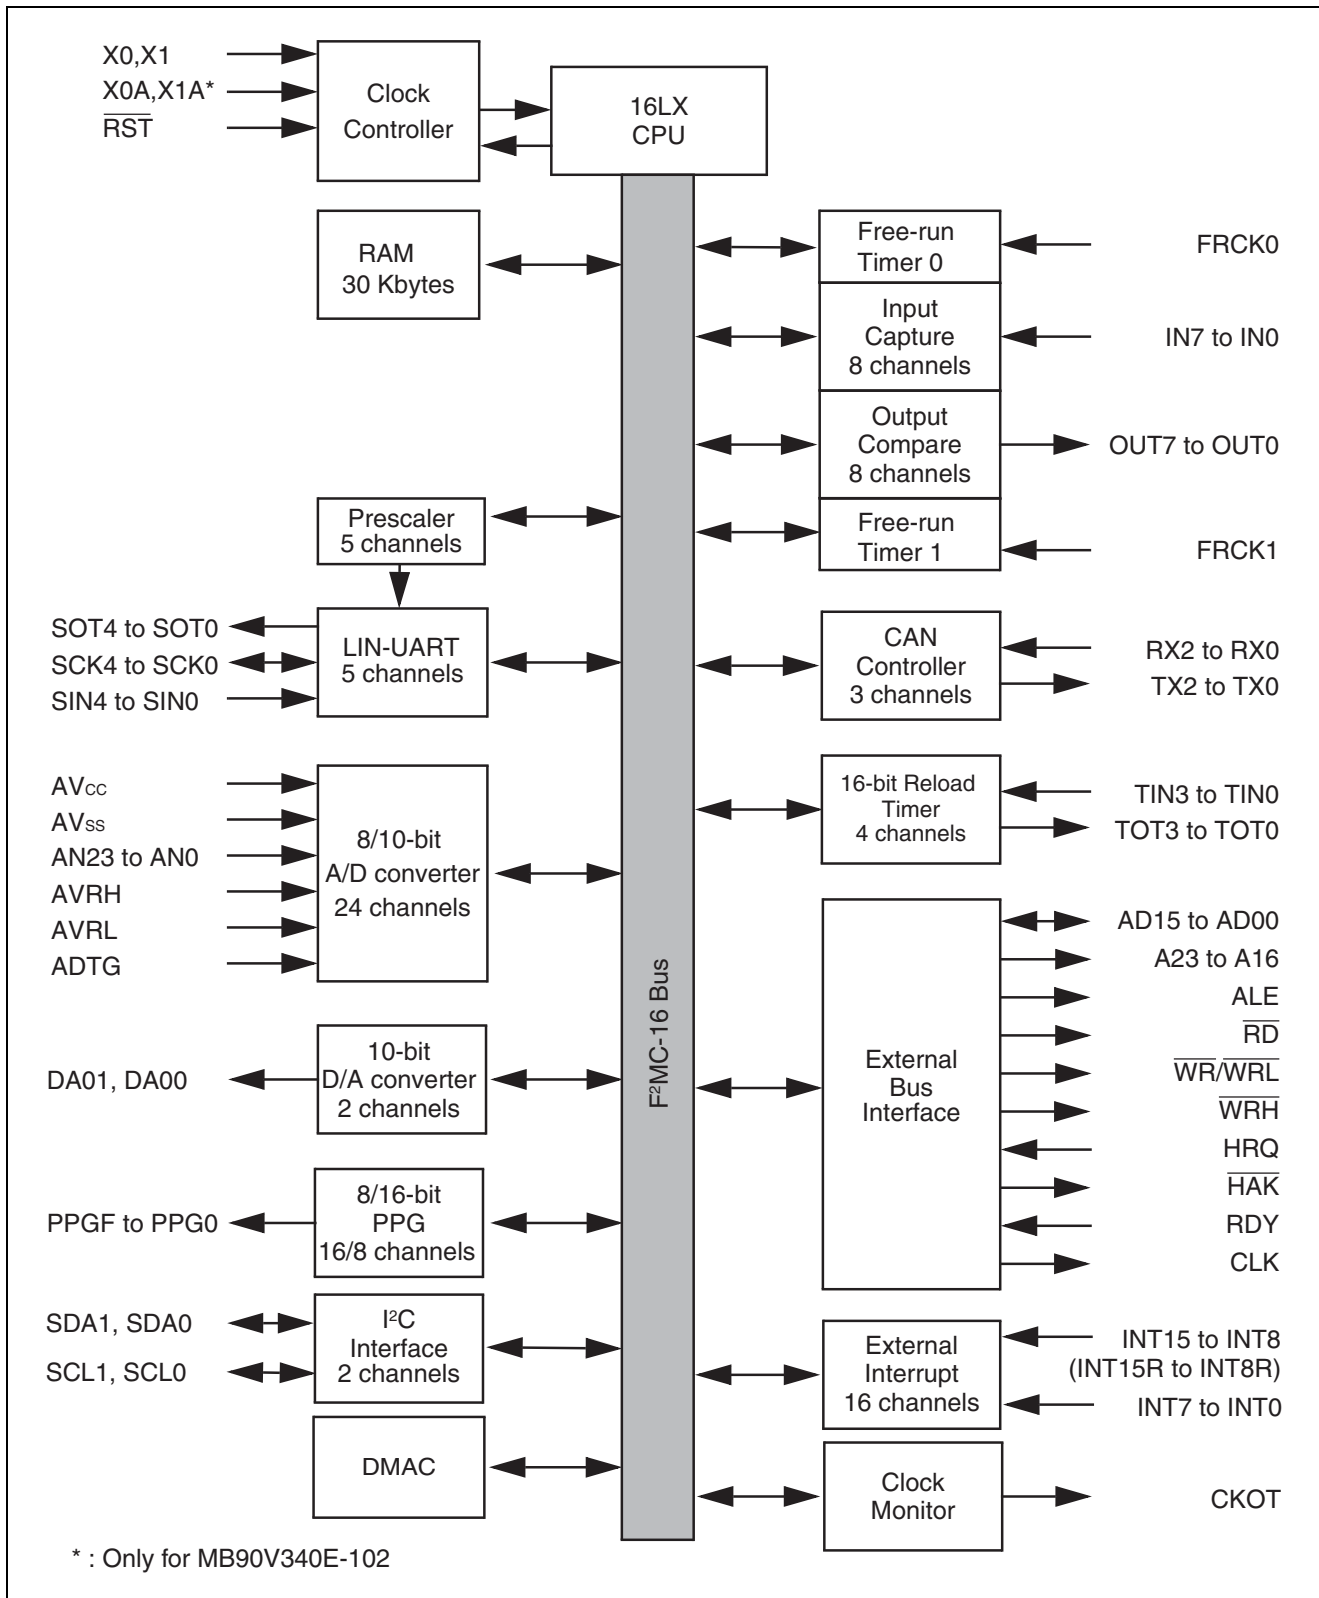 X0,X1
X0A,X1A*
RST
Clock
Controller
16LX
CPU
RAM
30 Kbytes
Free-run
Timer 0
FRCK0
Input
Capture
8 channels
IN7 to IN0
Output
Compare
8 channels
OUT7 to OUT0
Free-run
Timer 1
FRCK1
Prescaler
5 channels
SOT4 to SOT0
SCK4 to SCK0
SIN4 to SIN0
LIN-UART
5 channels
CAN
Controller
3 channels
RX2 to RX0
TX2 to TX0
AVCC
AVSS
AN23 to AN0
AVRH
AVRL
ADTG
8/10-bit
A/D converter
24 channels
16-bit Reload
Timer
4 channels
TIN3 to TIN0
TOT3 to TOT0
F²MC-16 Bus
External
Bus
Interface
AD15 to AD00
A23 to A16
ALE
RD
WR/WRL
WRH
HRQ
HAK
RDY
CLK
DA01, DA00
10-bit
D/A converter
2 channels
PPGF to PPG0
8/16-bit
PPG
16/8 channels
SDA1, SDA0
SCL1, SCL0
I²C
Interface
2 channels
External
Interrupt
16 channels
INT15 to INT8
(INT15R to INT8R)
INT7 to INT0
DMAC
Clock
Monitor
CKOT
* : Only for MB90V340E-102